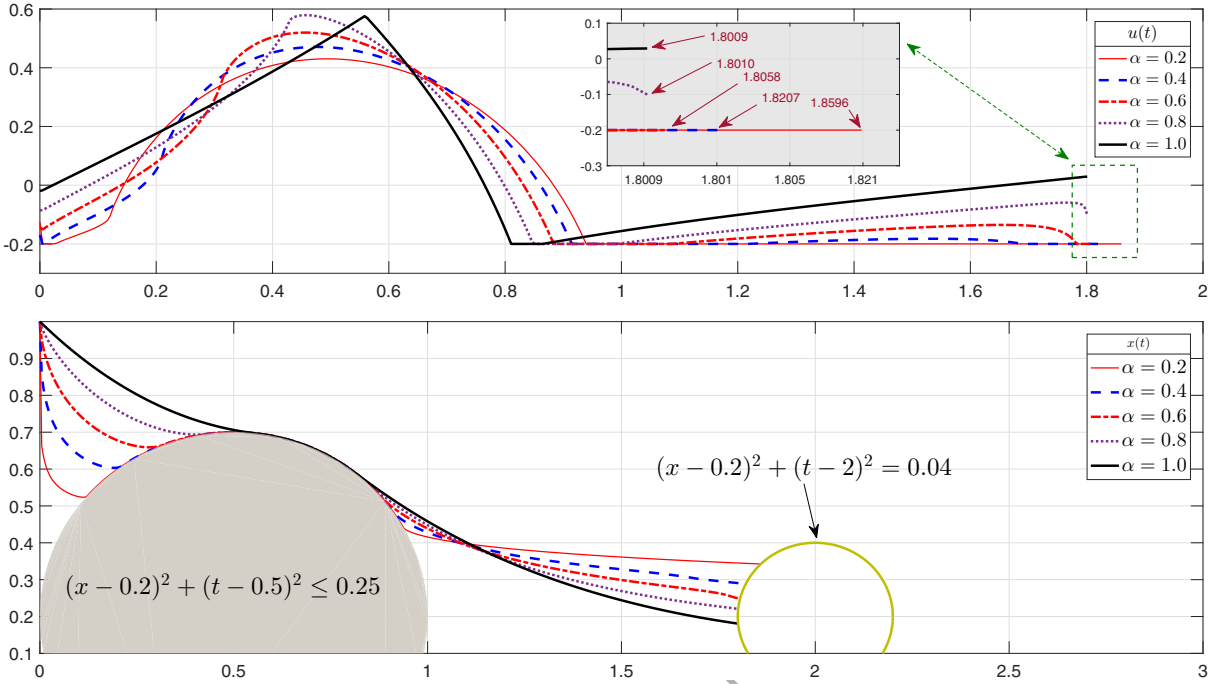 0.6
0.4
0.2
0
-0.2
0 0.2 0.4 0.6 0.8 1 1.2 1.4 1.6 1.8 2
0.1
0
-0.1
-0.2
-0.3
1.8009 1.801 1.805 1.821
1.8009
1.8010
1.8058
1.8207
1.8596
u(t)
α = 0.2
α = 0.4
α = 0.6
α = 0.8
α = 1.0
0.9
0.8
0.7
0.6
0.5
0.4
0.3
0.2
0.1
0 0.5 1 1.5 2 2.5 3
x(t)
α = 0.2
α = 0.4
α = 0.6
α = 0.8
α = 1.0
(x − 0.2)² + (t − 2)² = 0.04
(x − 0.2)² + (t − 0.5)² ≤ 0.25